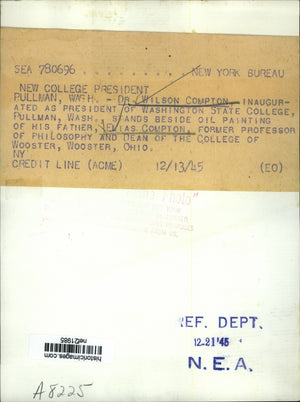 SEA 780696 . . . . . . . . . NEW YORK BUREAU
NEW COLLEGE PRESIDENT
PULLMAN, WASH. - DR. WILSON COMPTON, INAUGUR-
ATED AS PRESIDENT OF WASHINGTON STATE COLLEGE,
PULLMAN, WASH., STANDS BESIDE OIL PAINTING
OF HIS FATHER, ELIAS COMPTON, FORMER PROFESSOR
OF PHILOSOPHY AND DEAN OF THE COLLEGE OF
WOOSTER, WOOSTER, OHIO.
NY
CREDIT LINE (ACME) 12/13/45 (EO)
historicimages.com
nef21985
REF. DEPT.
12-21 '45
N. E. A.
A8225